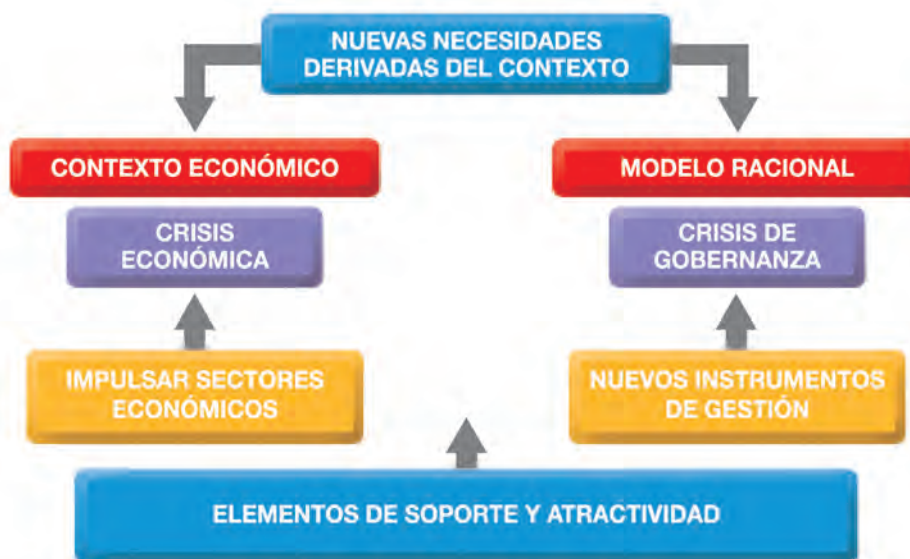 NUEVAS NECESIDADES
DERIVADAS DEL CONTEXTO
CONTEXTO ECONÓMICO
MODELO RACIONAL
CRISIS
ECONÓMICA
CRISIS DE
GOBERNANZA
IMPULSAR SECTORES
ECONÓMICOS
NUEVOS INSTRUMENTOS
DE GESTIÓN
ELEMENTOS DE SOPORTE Y ATRACTIVIDAD